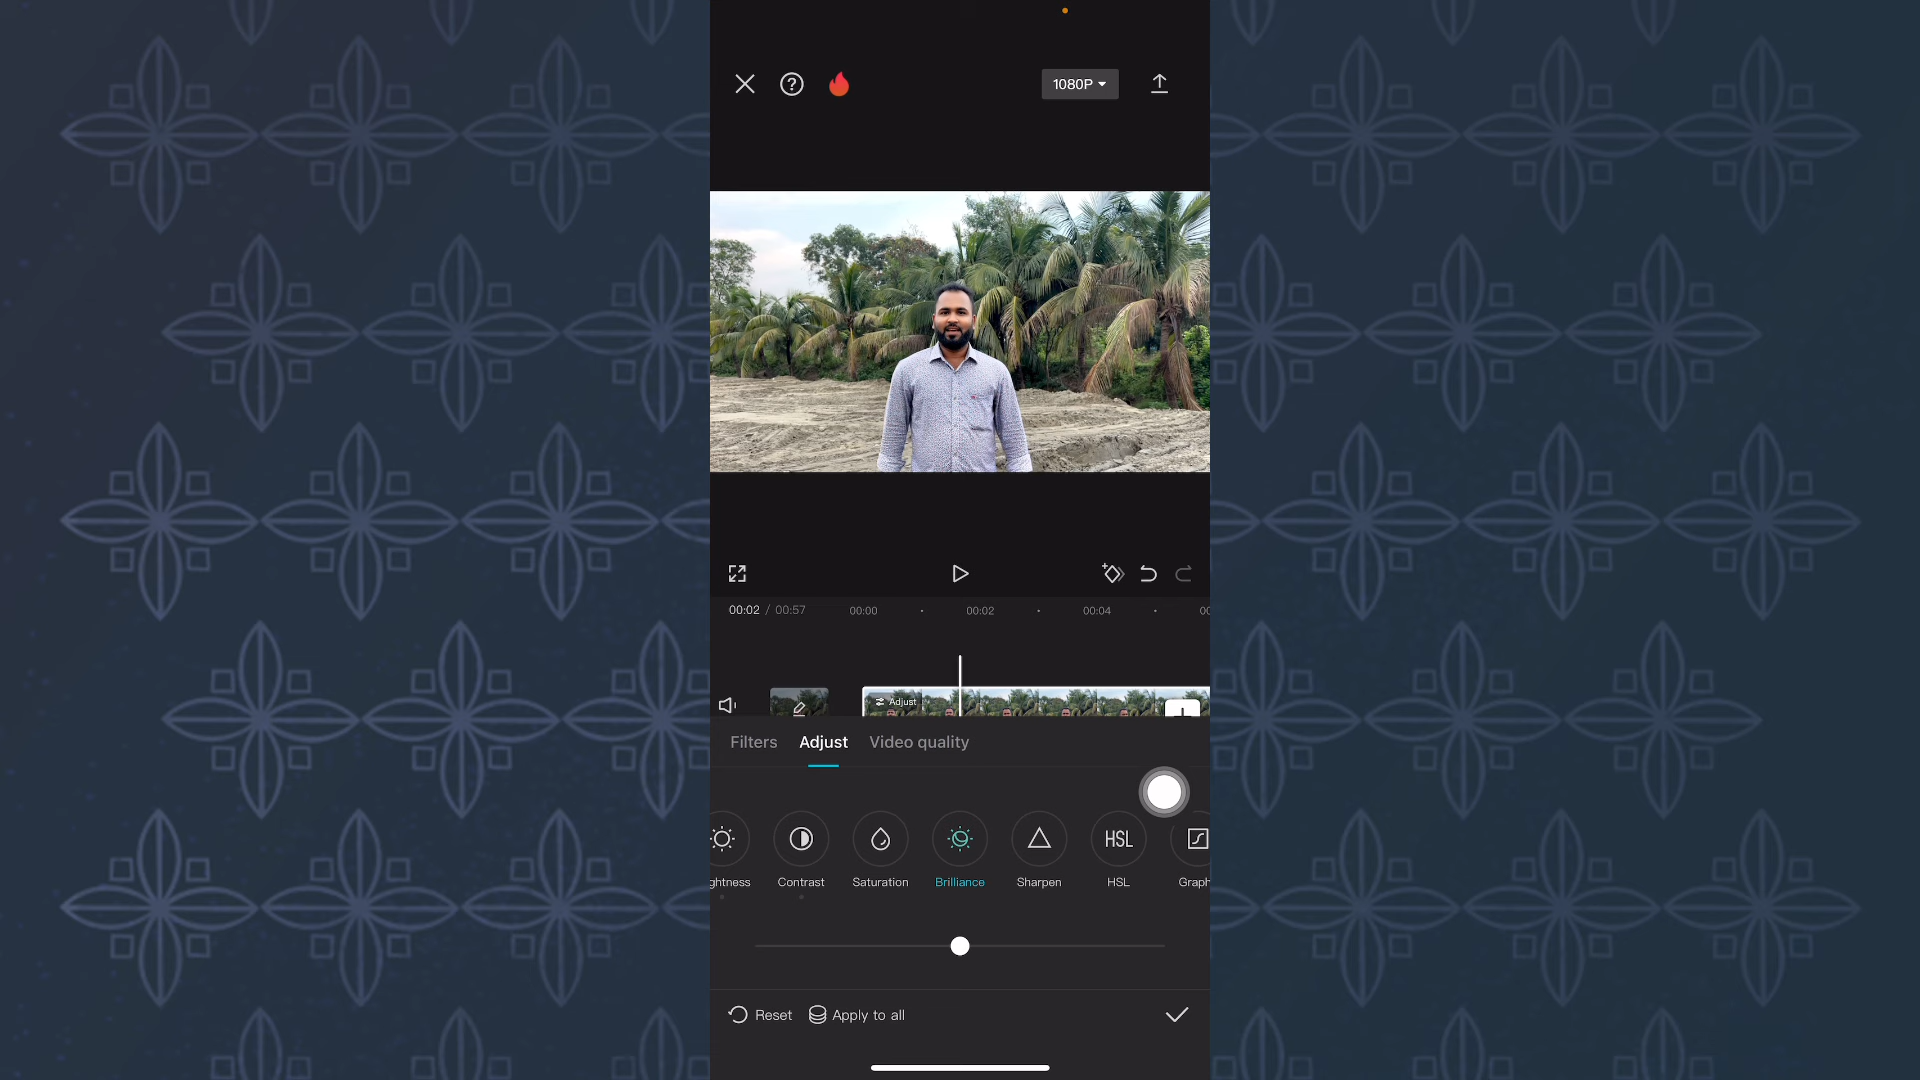 1080P
00:02 / 00:57 00:00 00:02 00:04
Adjust
Filters Adjust Video quality
ghtness Contrast Saturation Brilliance Sharpen HSL Graph
HSL
Reset Apply to all